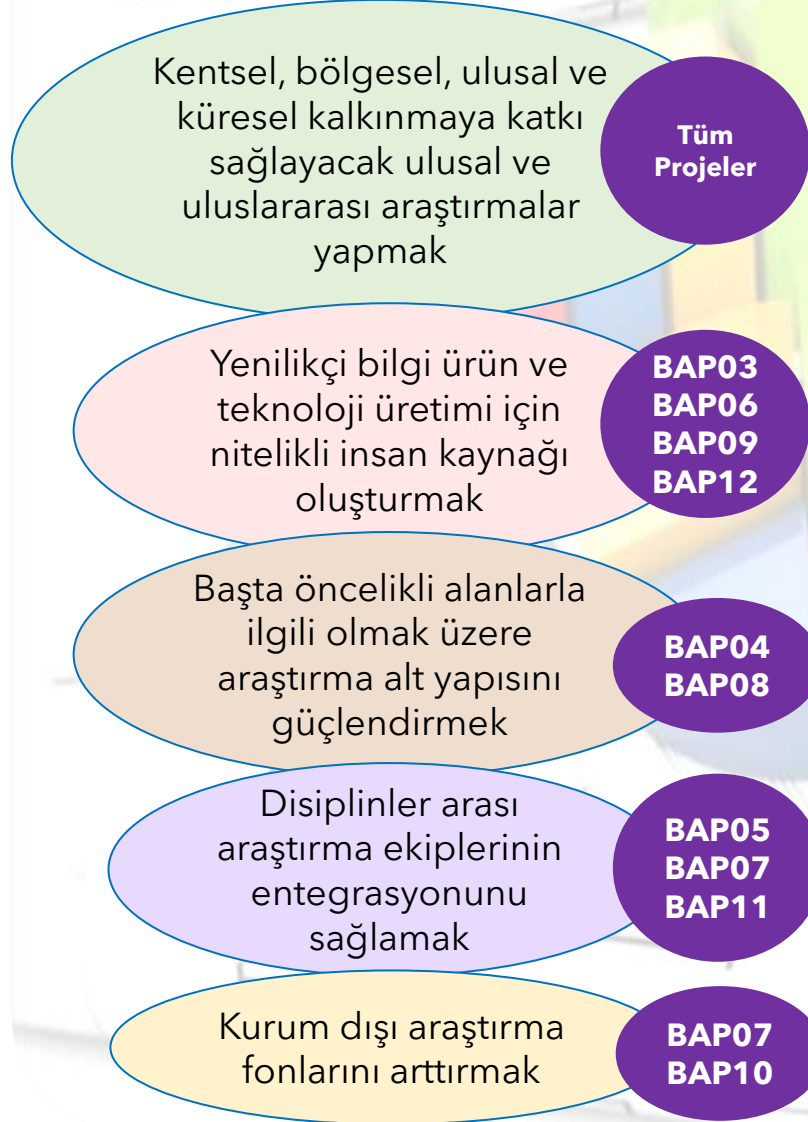 Kentsel, bölgesel, ulusal ve
küresel kalkınmaya katkı
sağlayacak ulusal ve
uluslararası araştırmalar
yapmak
Tüm
Projeler
Yenilikçi bilgi ürün ve
teknoloji üretimi için
nitelikli insan kaynağı
oluşturmak
BAP03
BAP06
BAP09
BAP12
Başta öncelikli alanlarla
ilgili olmak üzere
araştırma alt yapısını
güçlendirmek
BAP04
BAP08
Disiplinler arası
araştırma ekiplerinin
entegrasyonunu
sağlamak
BAP05
BAP07
BAP11
Kurum dışı araştırma
fonlarını arttırmak
BAP07
BAP10